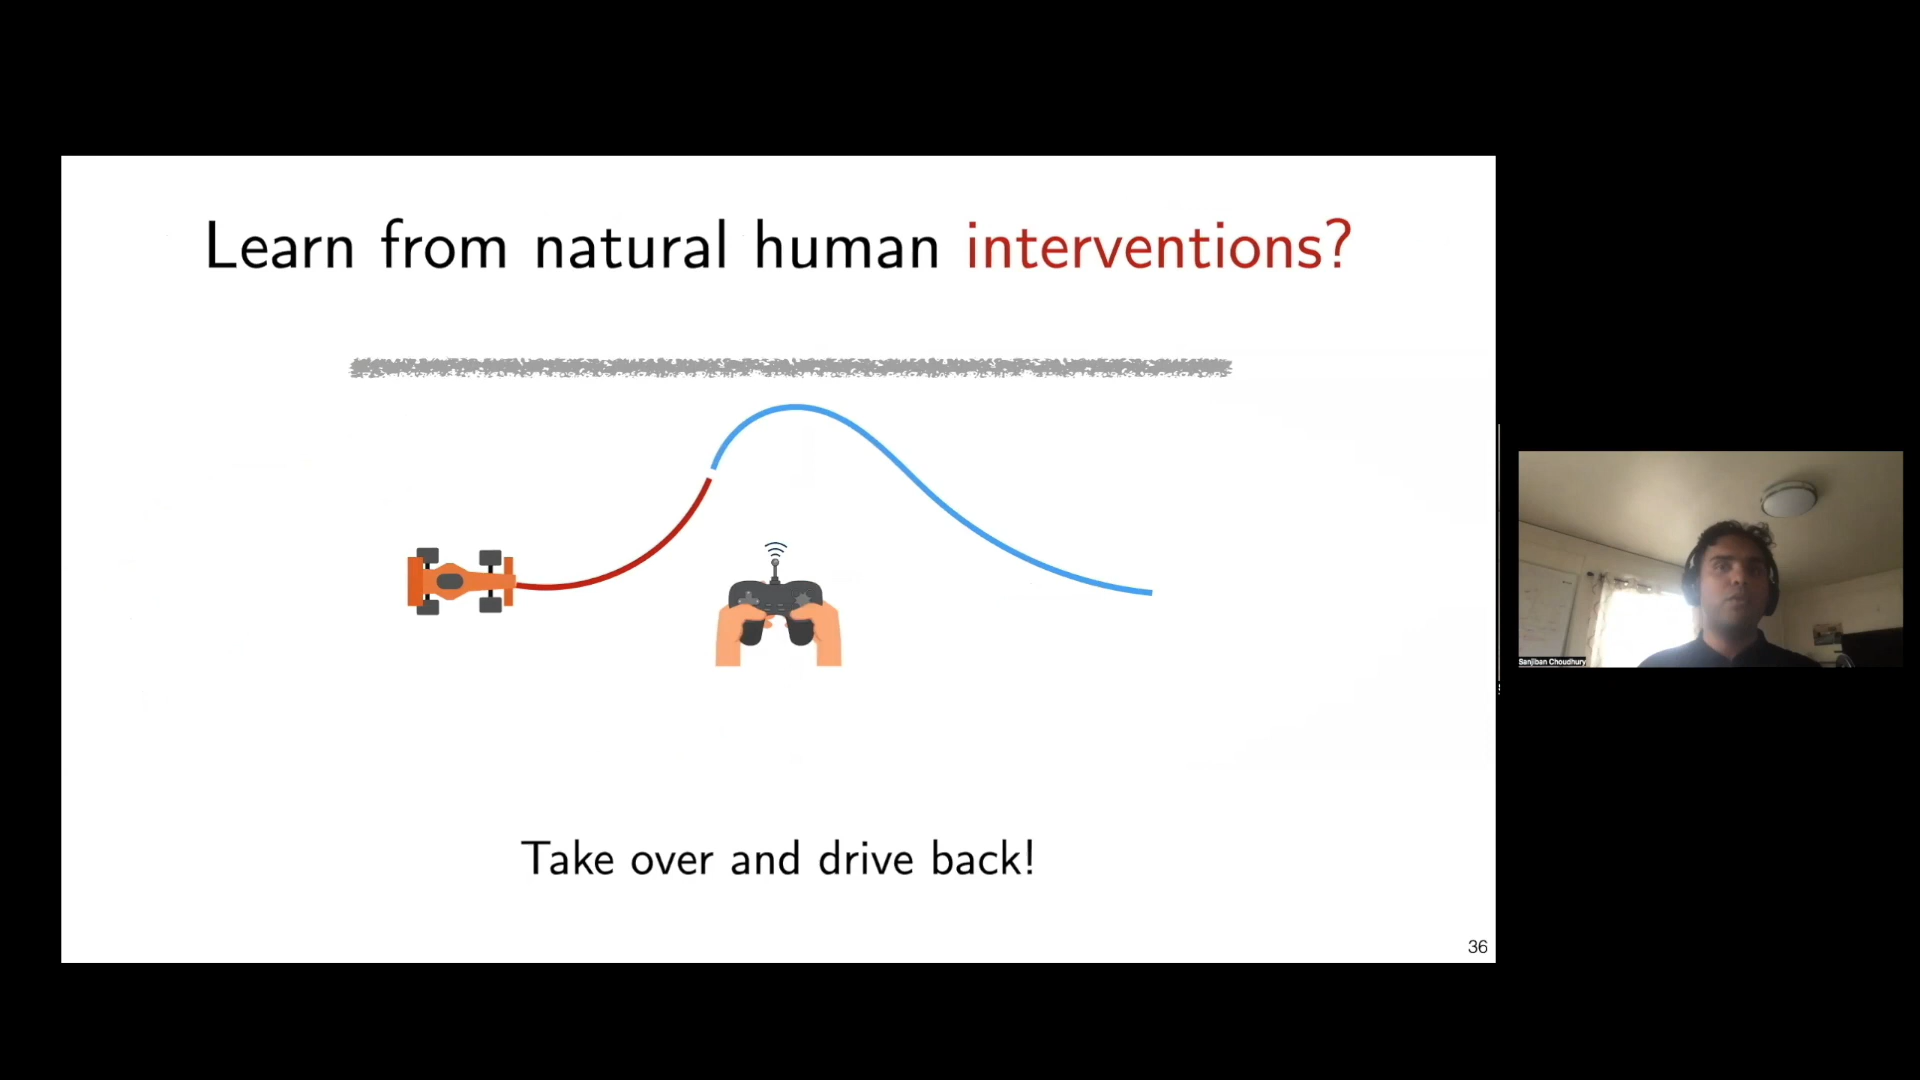 Learn from natural human interventions?
Take over and drive back!
36
Sanjiban Choudhury